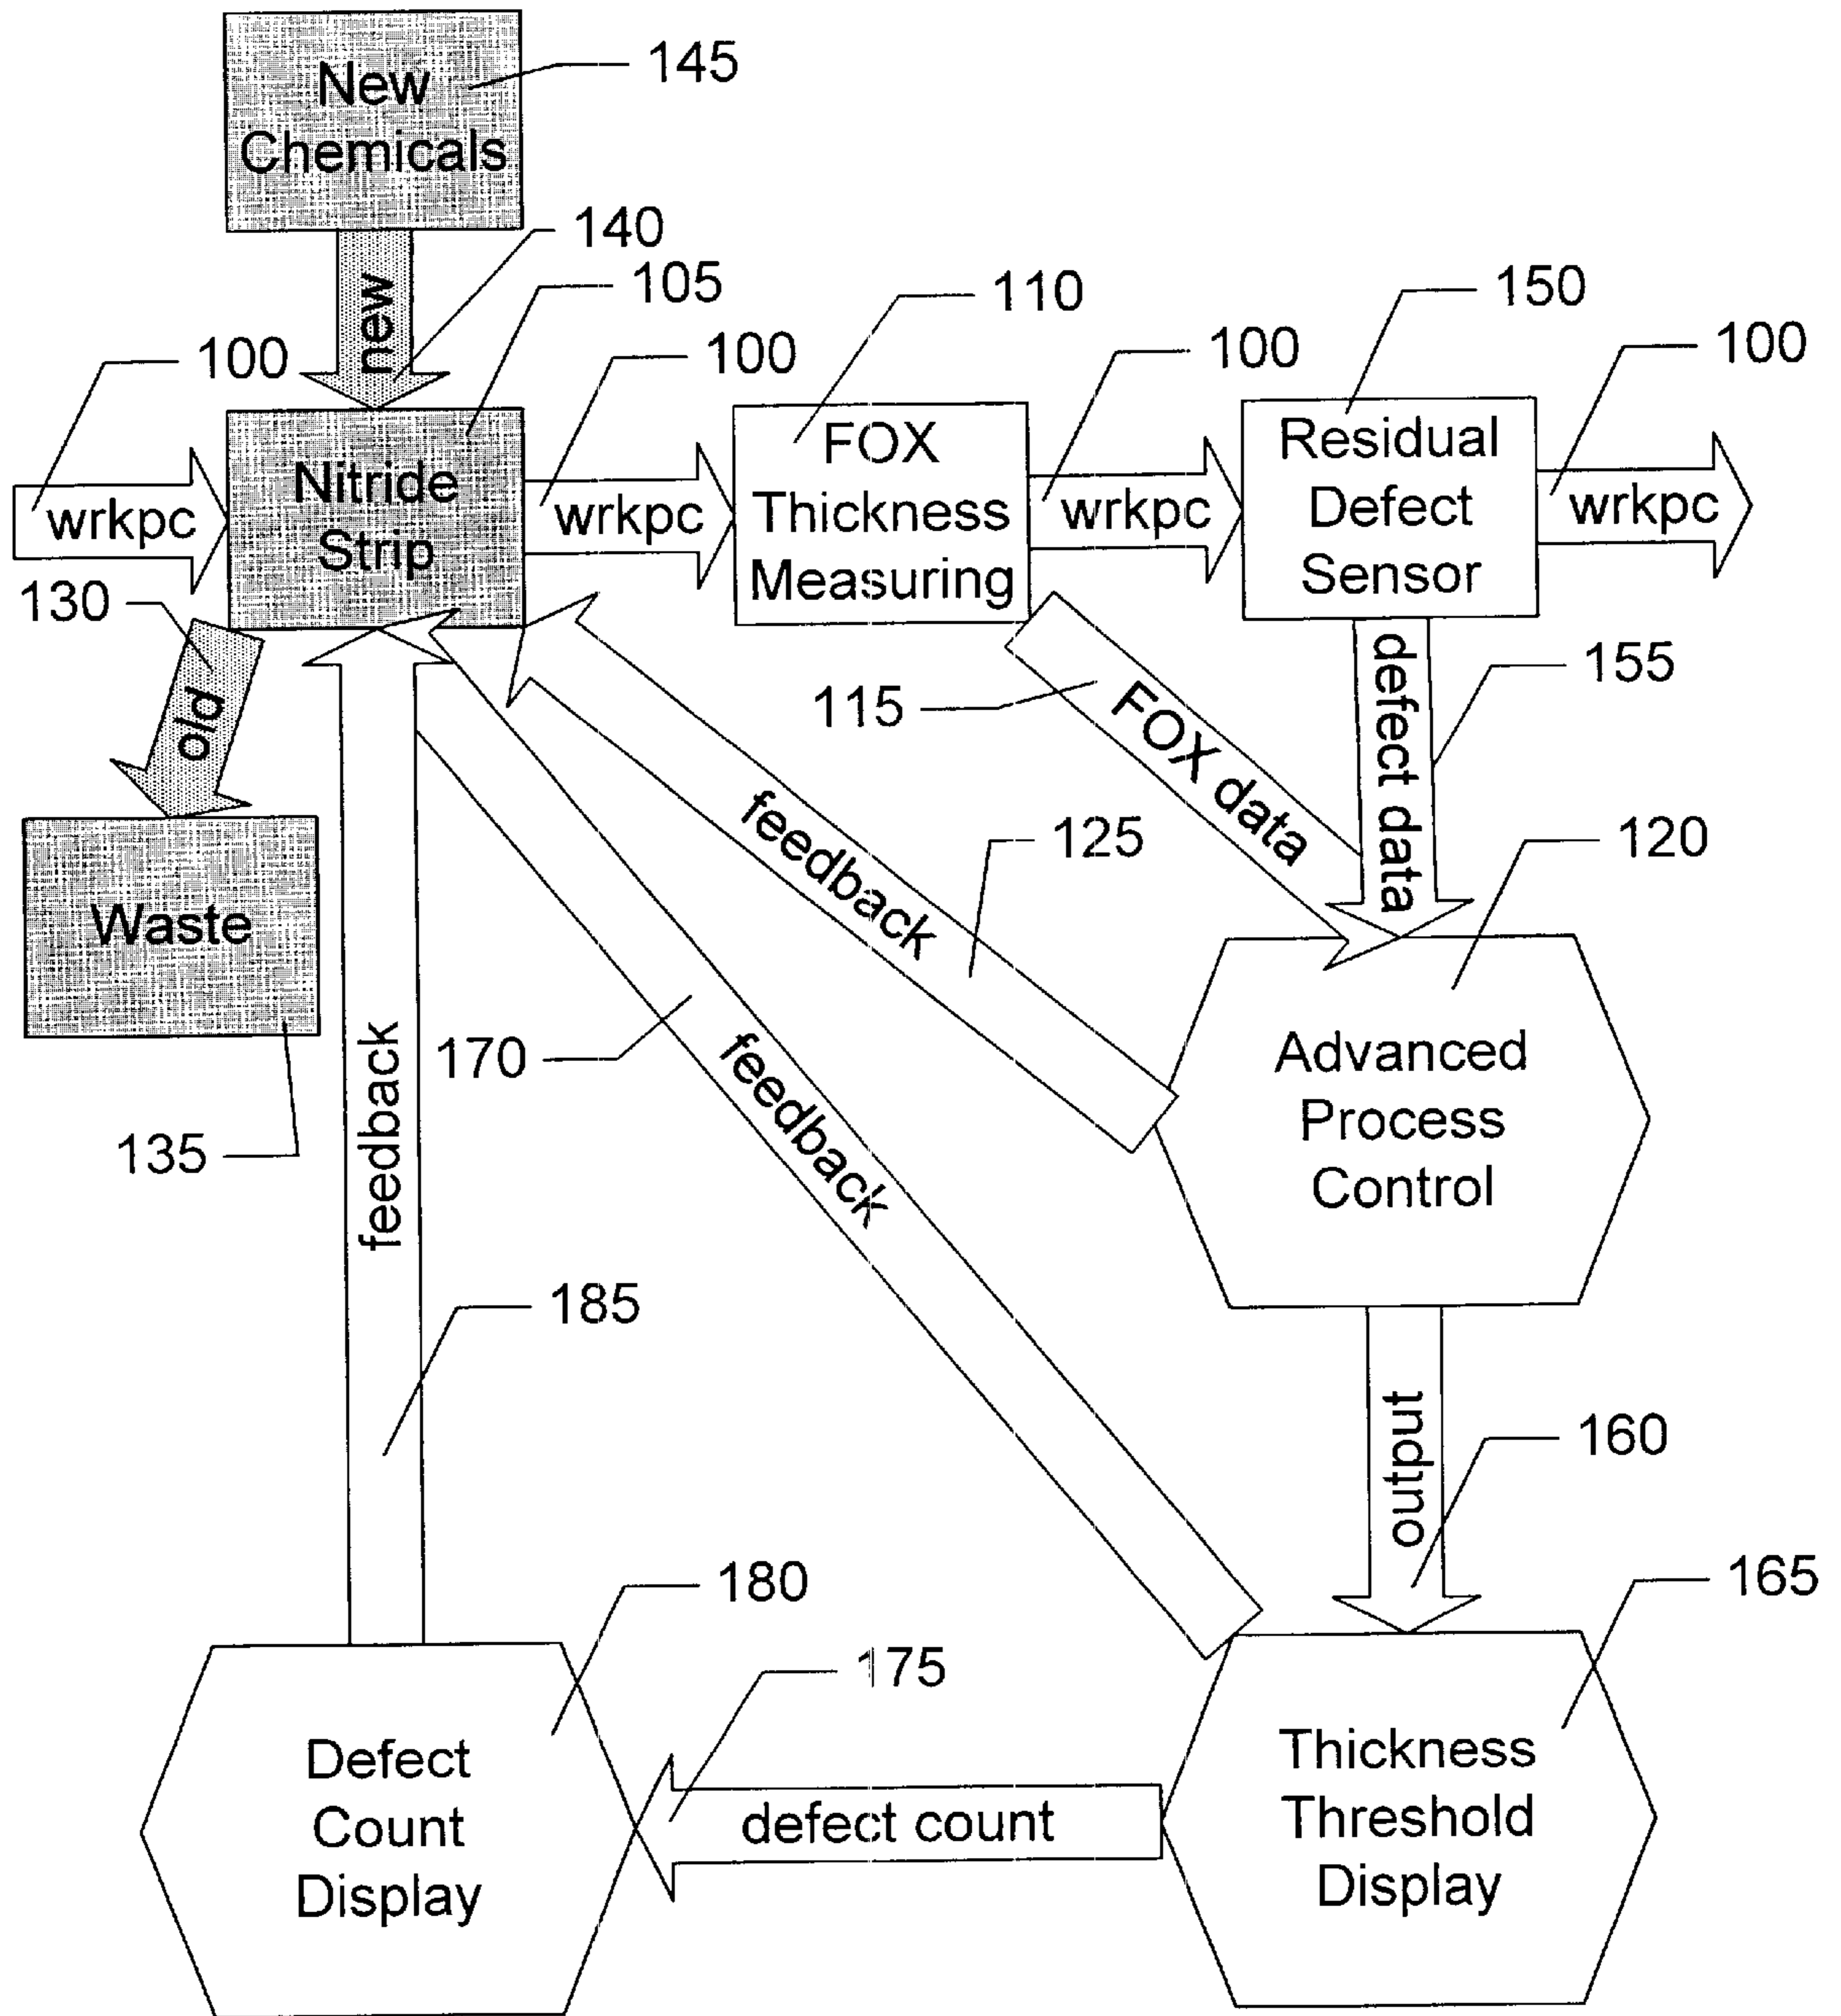 New
Chemicals
145
140
new
105
110
150
100
100
100
100
wrkpc
Nitride
Strip
wrkpc
FOX
Thickness
Measuring
wrkpc
Residual
Defect
Sensor
wrkpc
130
old
115
FOX data
defect data
155
feedback
125
120
Waste
135
170
feedback
feedback
Advanced
Process
Control
185
output
160
180
165
175
Defect
Count
Display
defect count
Thickness
Threshold
Display